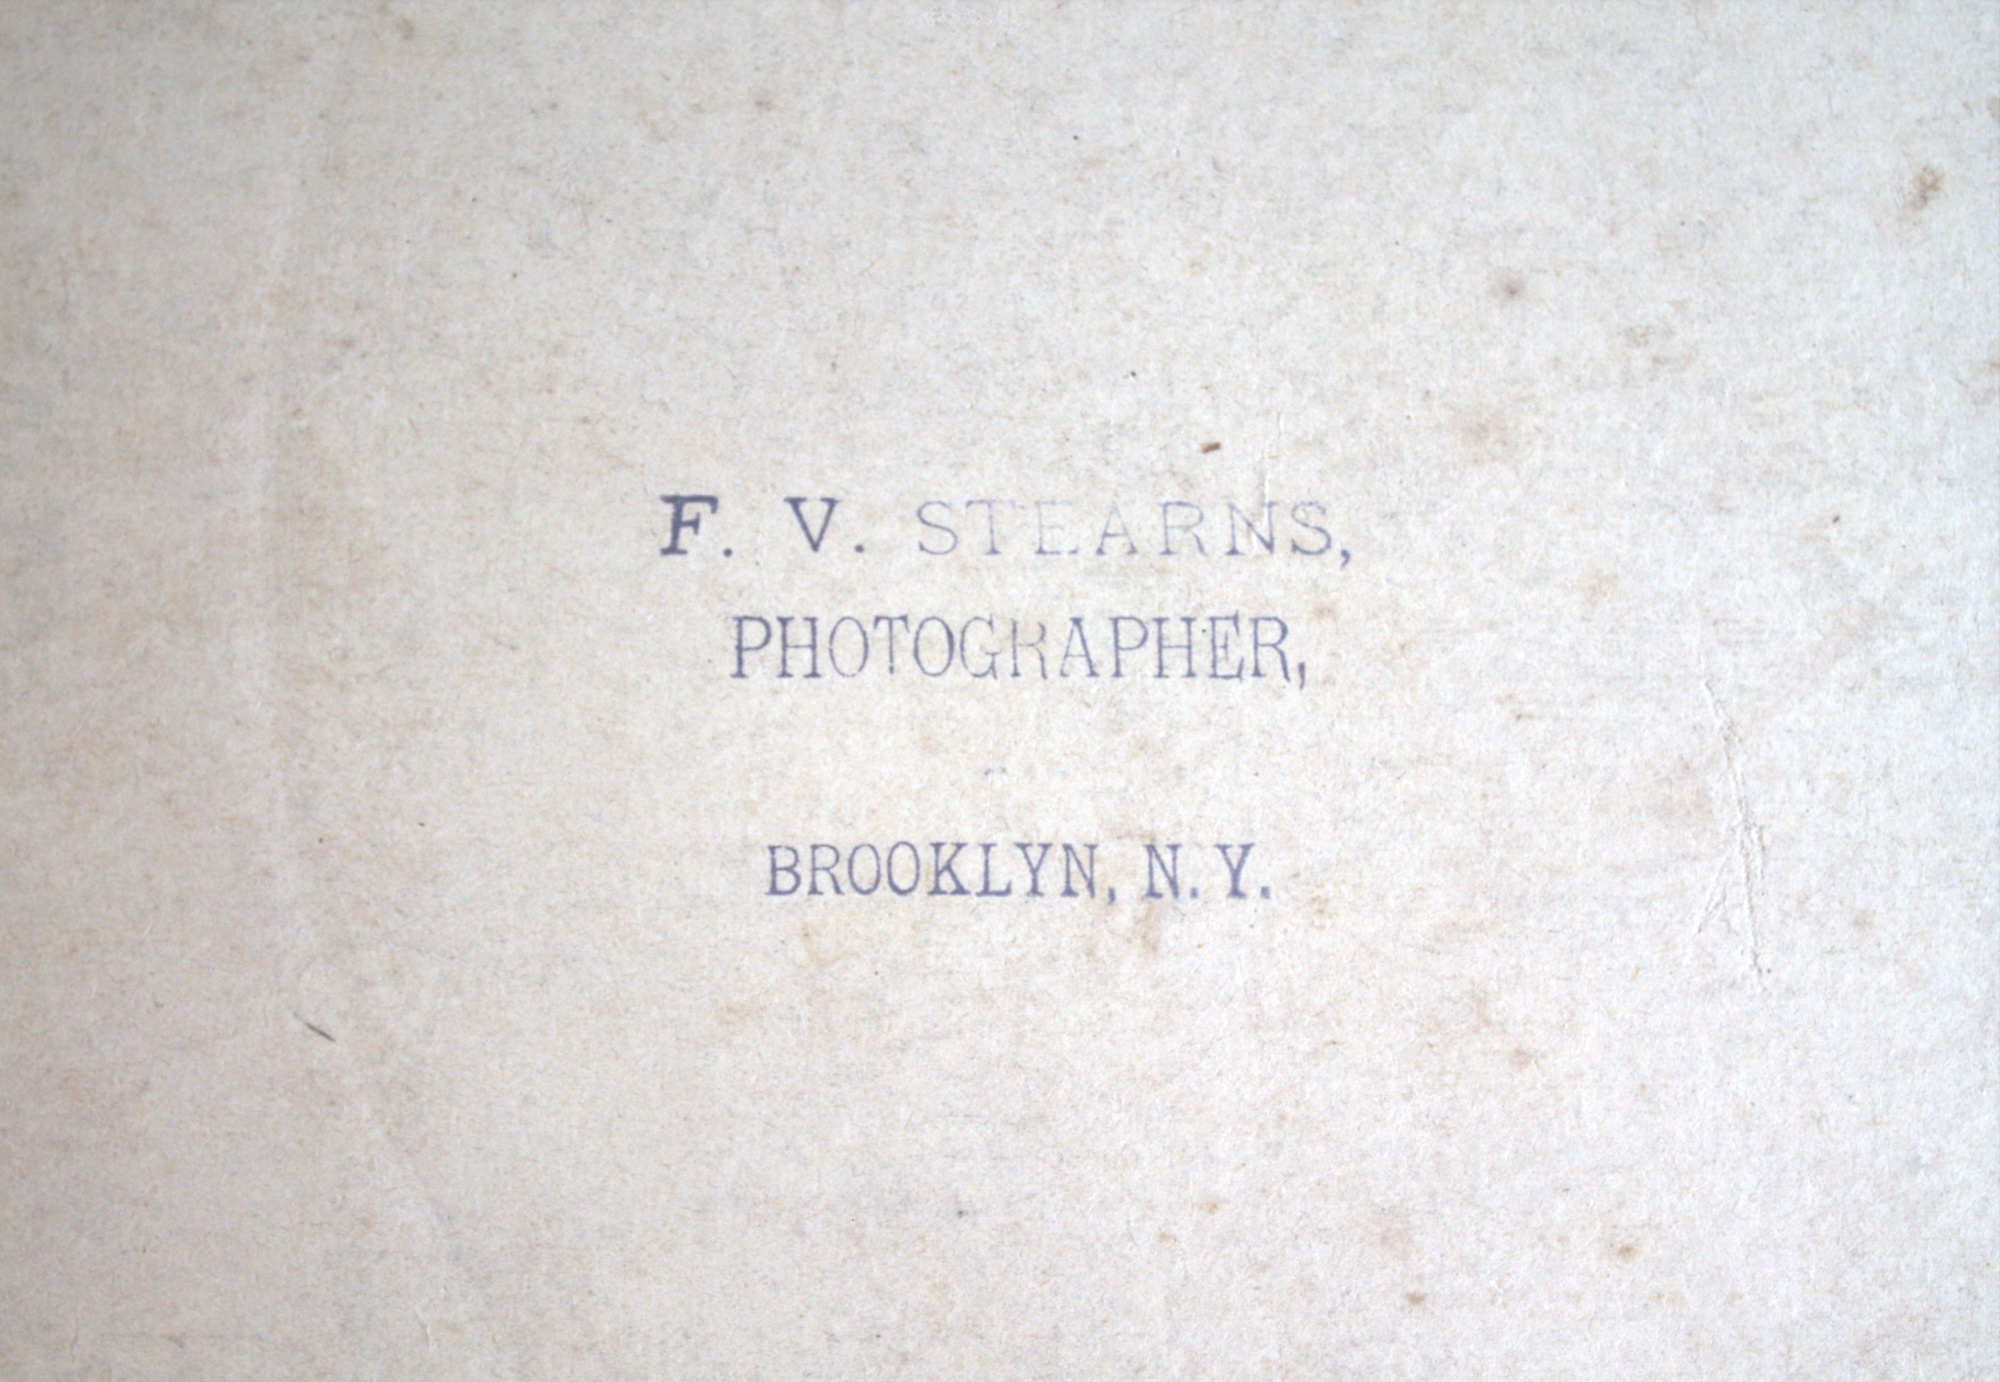 F. V. STEARNS,
PHOTOGRAPHER,
BROOKLYN, N. Y.